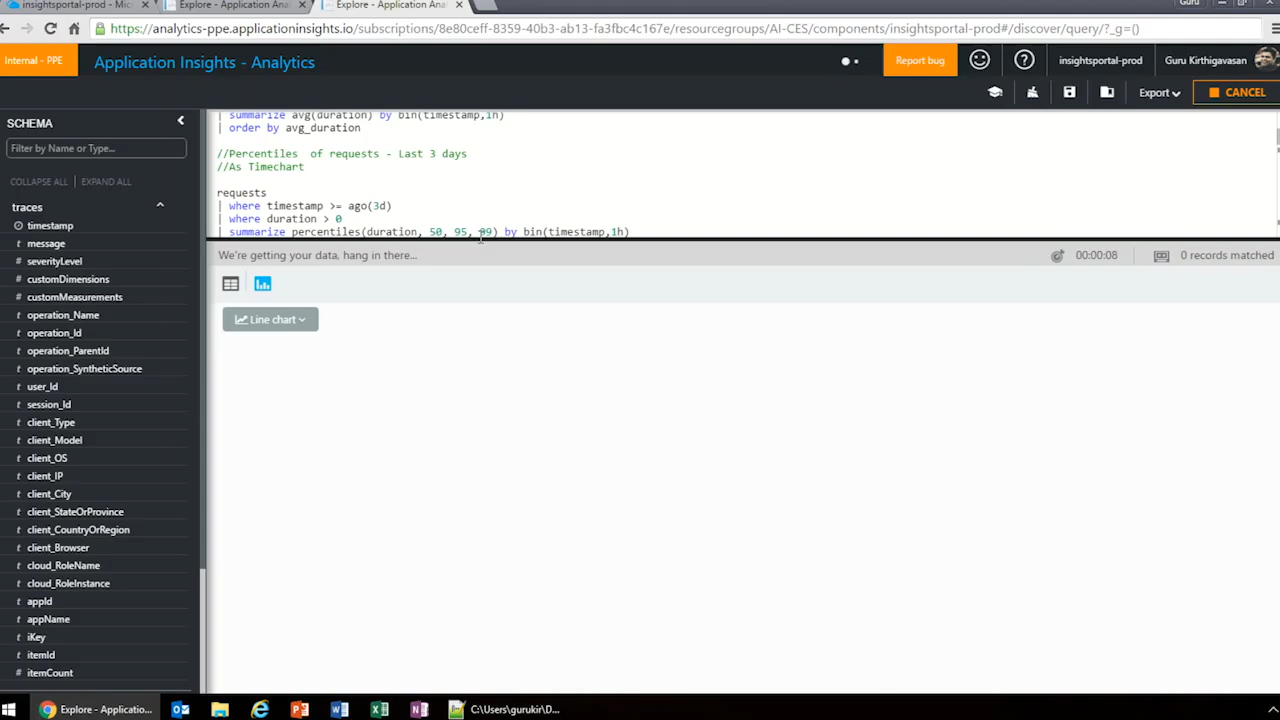 insightsportal-prod - Mic
Explore - Application Ana
Explore - Application Ana
Guru
https://analytics-ppe.applicationinsights.io/subscriptions/8e80ceff-8359-40b3-ab13-fa3fbc4c167e/resourcegroups/AI-CES/components/insightsportal-prod#/discover/query/?_g=()
Internal - PPE
Application Insights - Analytics
Report bug
insightsportal-prod
Guru Kirthigavasan
Export
CANCEL
SCHEMA
Filter by Name or Type...
COLLAPSE ALL
EXPAND ALL
traces
timestamp
t message
# severityLevel
# customDimensions
# customMeasurements
t operation_Name
t operation_Id
t operation_ParentId
t operation_SyntheticSource
t user_Id
t session_Id
t client_Type
t client_Model
t client_OS
t client_IP
t client_City
t client_StateOrProvince
t client_CountryOrRegion
t client_Browser
t cloud_RoleName
t cloud_RoleInstance
t appId
t appName
t iKey
t itemId
# itemCount
| summarize avg(duration) by bin(timestamp,1h)
| order by avg_duration
//Percentiles  of requests - Last 3 days
//As Timechart
requests
| where timestamp >= ago(3d)
| where duration > 0
| summarize percentiles(duration, 50, 95, 99) by bin(timestamp,1h)
We're getting your data, hang in there...
00:00:08
0 records matched
Line chart
Explore - Applicatio...
C:\Users\gurukir\D...